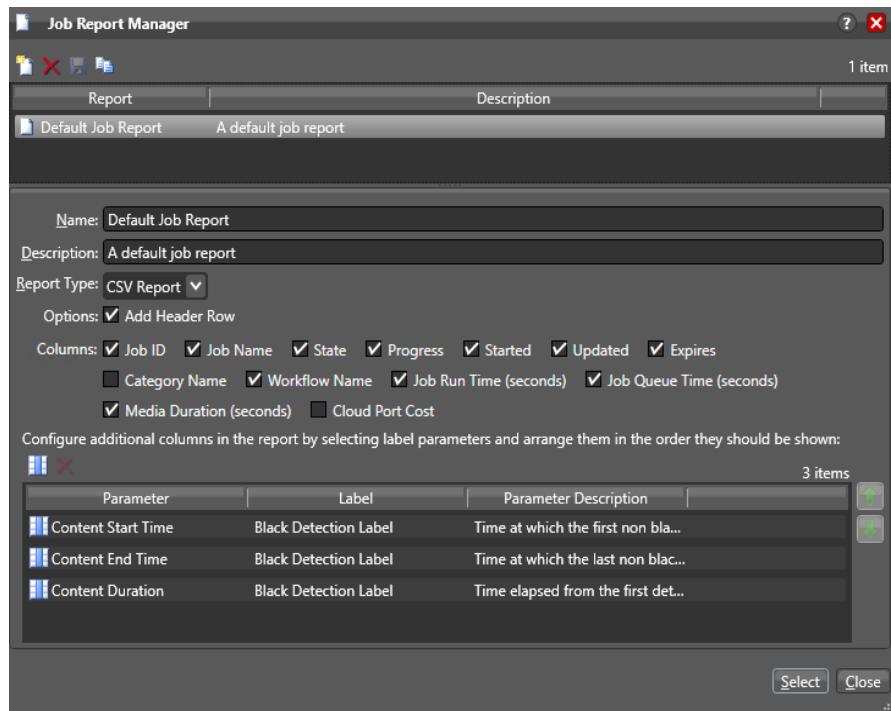 Job Report Manager
?
1 item
Report Description
Default Job Report A default job report
Name: Default Job Report
Description: A default job report
Report Type: CSV Report
Options: Add Header Row
Columns: Job ID Job Name State Progress Started Updated Expires
Category Name Workflow Name Job Run Time (seconds) Job Queue Time (seconds)
Media Duration (seconds) Cloud Port Cost
Configure additional columns in the report by selecting label parameters and arrange them in the order they should be shown:
3 items
Parameter Label Parameter Description
Content Start Time Black Detection Label Time at which the first non bla...
Content End Time Black Detection Label Time at which the last non blac...
Content Duration Black Detection Label Time elapsed from the first det...
Select Close